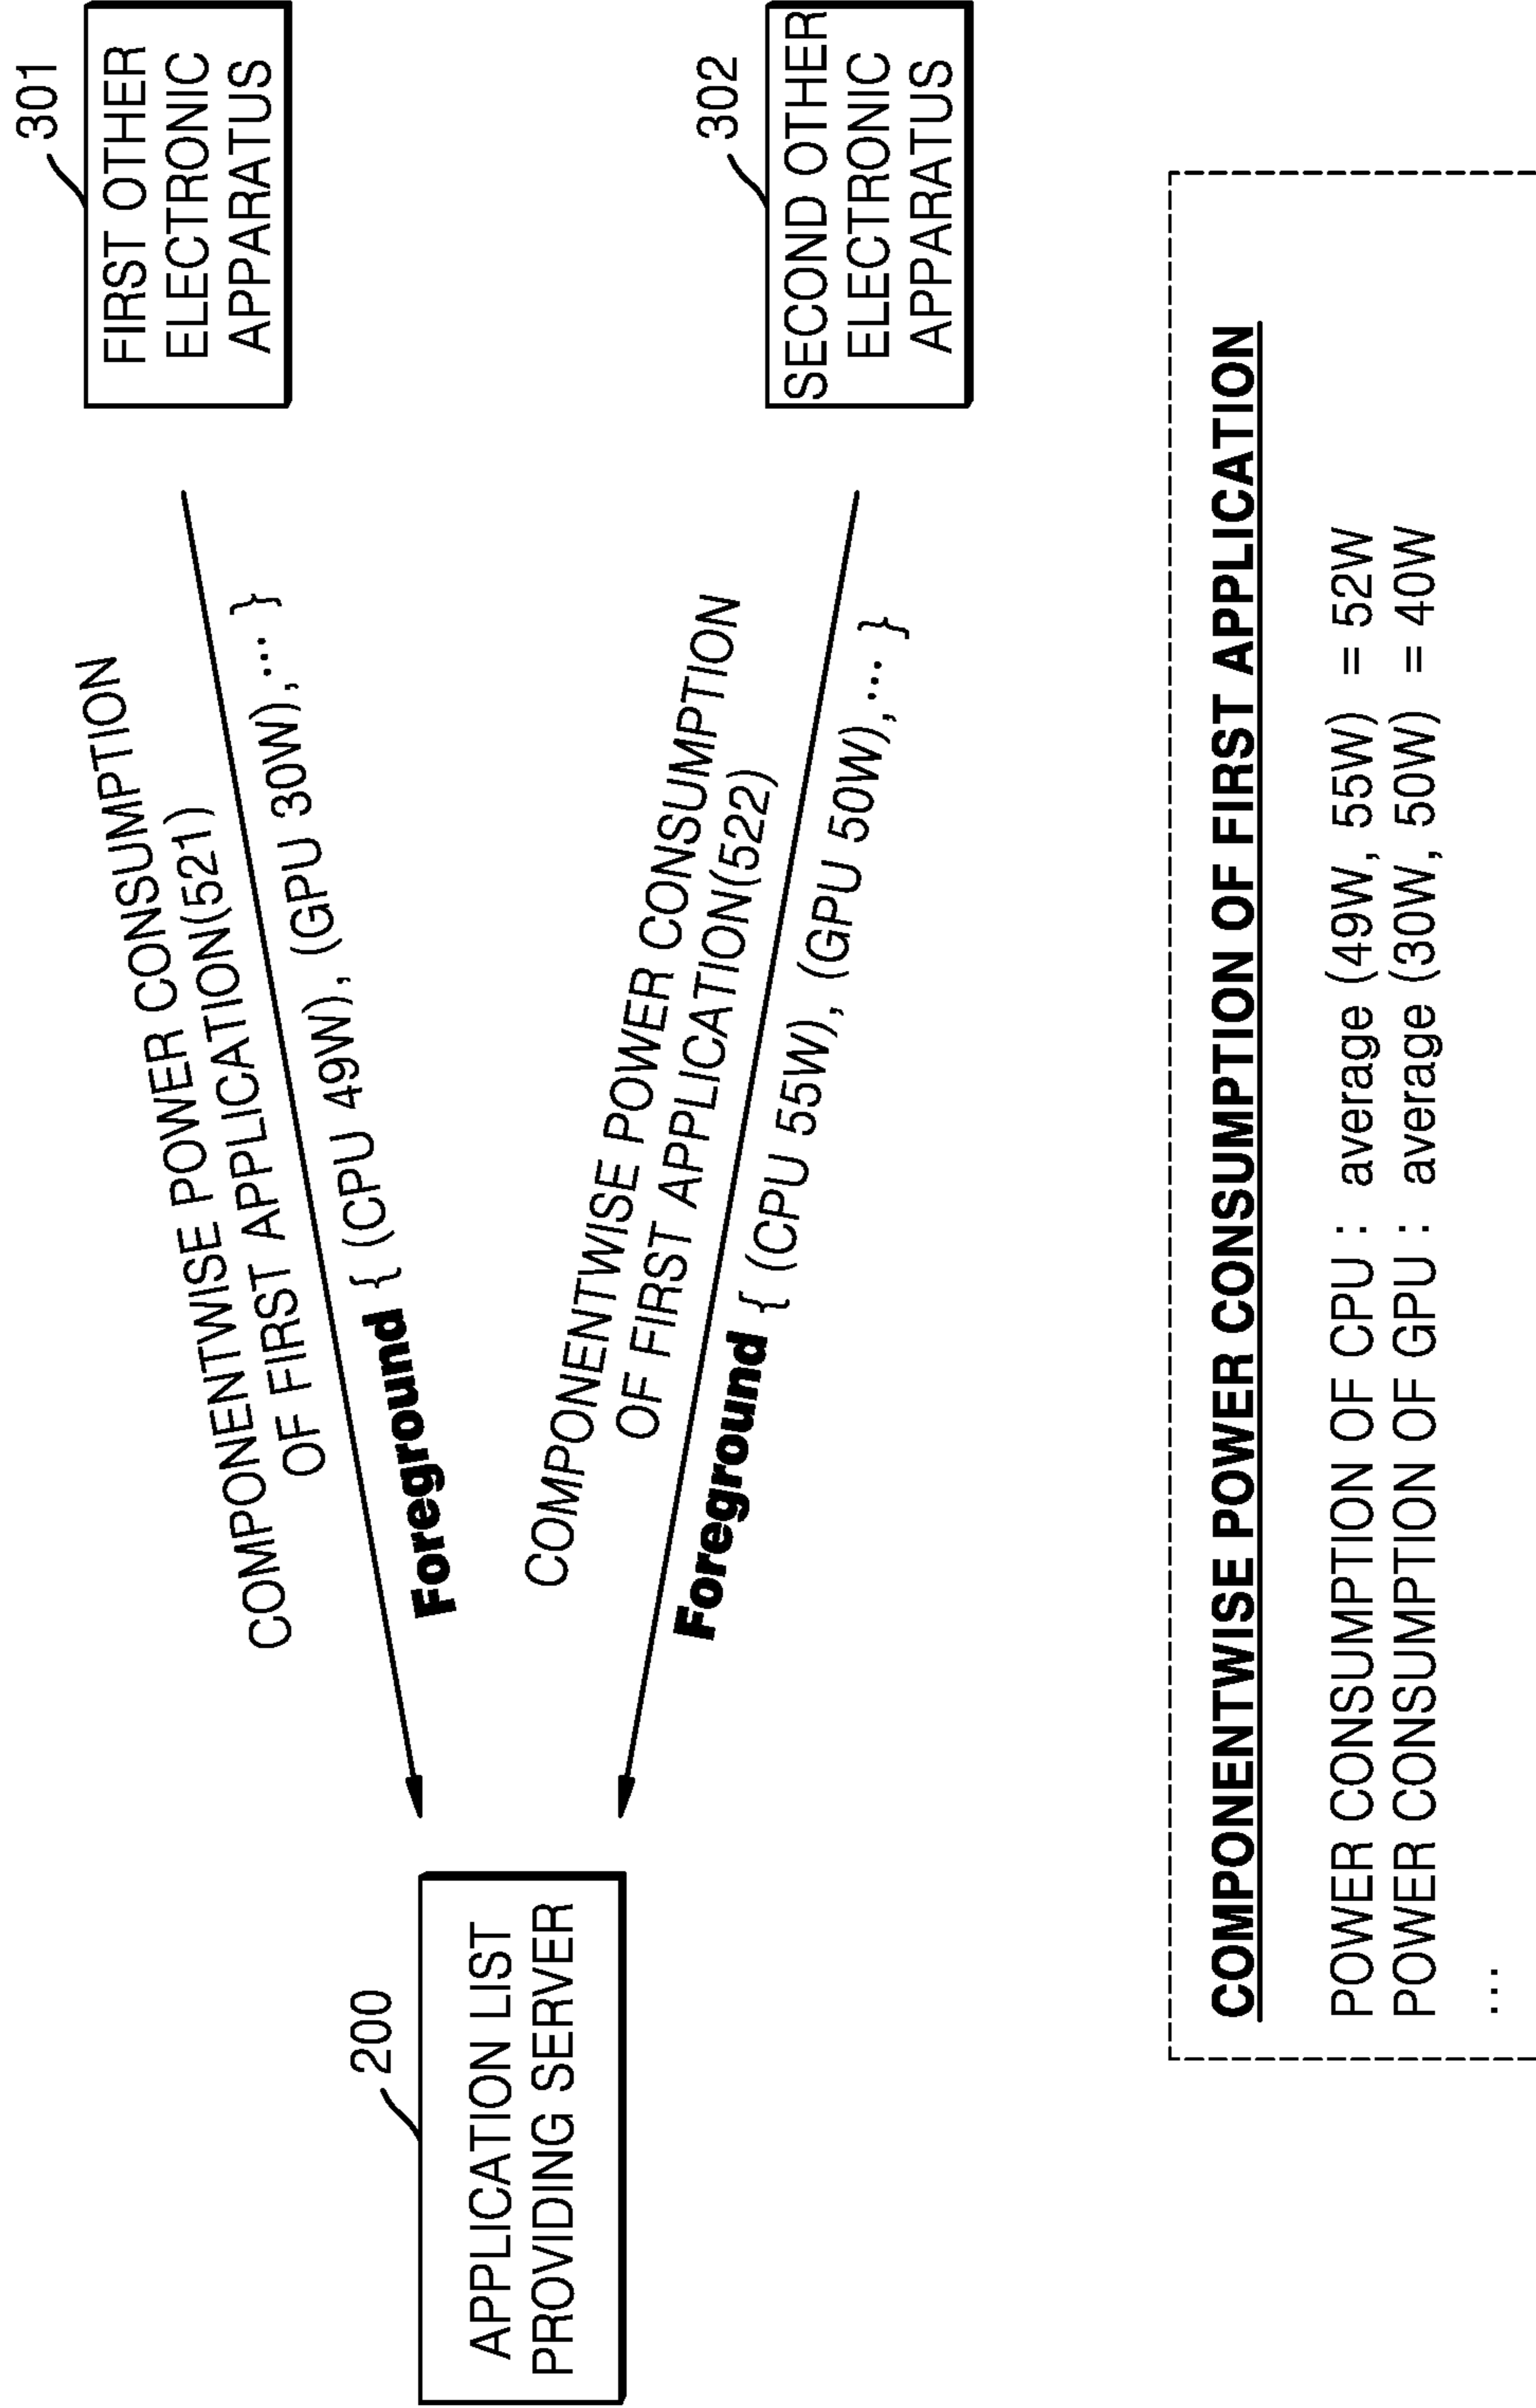 301
FIRST OTHER
ELECTRONIC
APPARATUS
COMPONENTWISE POWER CONSUMPTION
OF FIRST APPLICATION(521)
Foreground { (CPU 49W), (GPU 30W),... }
200
APPLICATION LIST
PROVIDING SERVER
302
SECOND OTHER
ELECTRONIC
APPARATUS
COMPONENTWISE POWER CONSUMPTION
OF FIRST APPLICATION(522)
Foreground { (CPU 55W), (GPU 50W),... }
COMPONENTWISE POWER CONSUMPTION OF FIRST APPLICATION
POWER CONSUMPTION OF CPU : average (49W, 55W) = 52W
POWER CONSUMPTION OF GPU : average (30W, 50W) = 40W
...